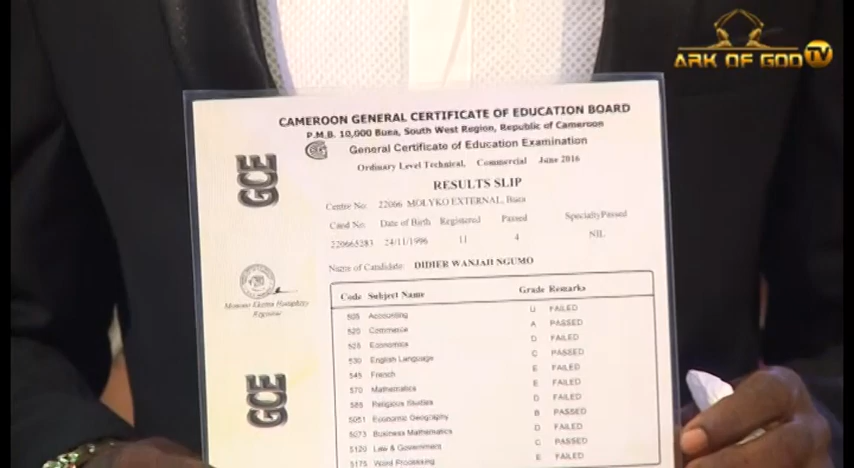 ARK OF GOD TV
CAMEROON GENERAL CERTIFICATE OF EDUCATION BOARD
P.M.B. 10,000 Buea, South West Region, Republic of Cameroon
General Certificate of Education Examination
Ordinary Level Technical, Commercial June 2016
RESULTS SLIP
GCE
Centre No: 22066 MOLYKO EXTERNAL, Buea
Cand No: Date of Birth Registered Passed Specialty Passed
220665283 24/11/1996 11 4 NIL
Name of Candidate: DIDIER WANJAH NGUMO
Registrar
Code Subject Name Grade Remarks
505 Accounting U FAILED
520 Commerce A PASSED
525 Economics D FAILED
530 English Language C PASSED
545 French E FAILED
570 Mathematics E FAILED
585 Religious Studies D FAILED
5051 Economic Geography B PASSED
5073 Business Mathematics D FAILED
5120 Law & Government C PASSED
5175 Word Processing E FAILED
GCE